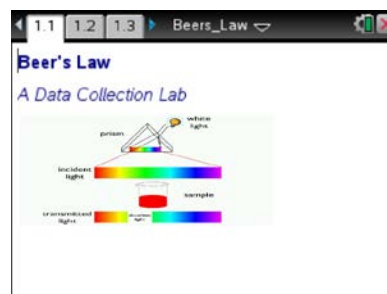 1.1 1.2 1.3 Beers_Law
Beer's Law
A Data Collection Lab
white
light
prism
incident
light
sample
transmitted
light